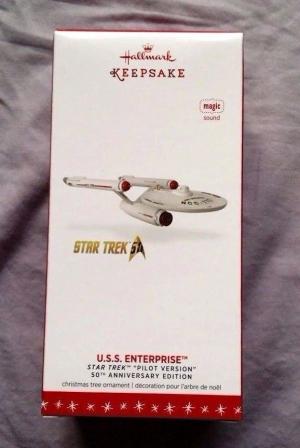 Hallmark
KEEPSAKE
magic
sound
STAR TREK 50
U.S.S. ENTERPRISE™
STAR TREK™ "PILOT VERSION"
50TH ANNIVERSARY EDITION
christmas tree ornament | décoration pour l'arbre de noël